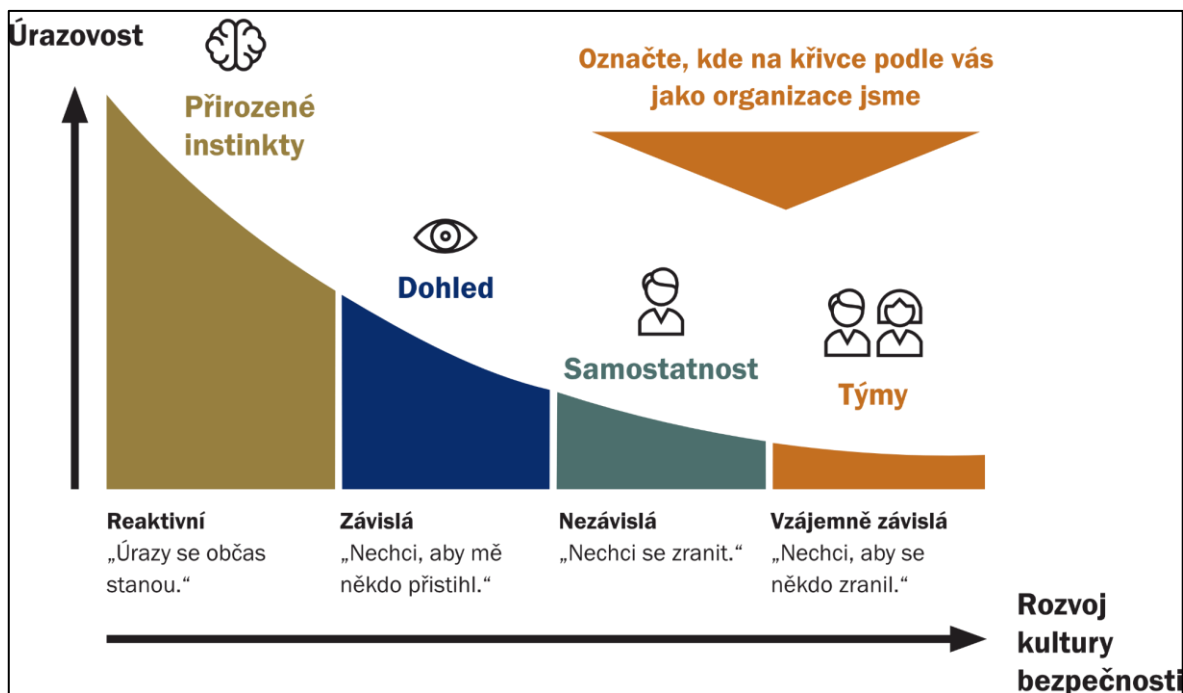 Úrazovost
Přirozené
instinkty
Označte, kde na křivce podle vás
jako organizace jsme
Dohled
Samostatnost
Týmy
Reaktivní
„Úrazy se občas
stanou.“
Závislá
„Nechci, aby mě
někdo přistihl.“
Nezávislá
„Nechci se zranit.“
Vzájemně závislá
„Nechci, aby se
někdo zranil.“
Rozvoj
kultury
bezpečnosti